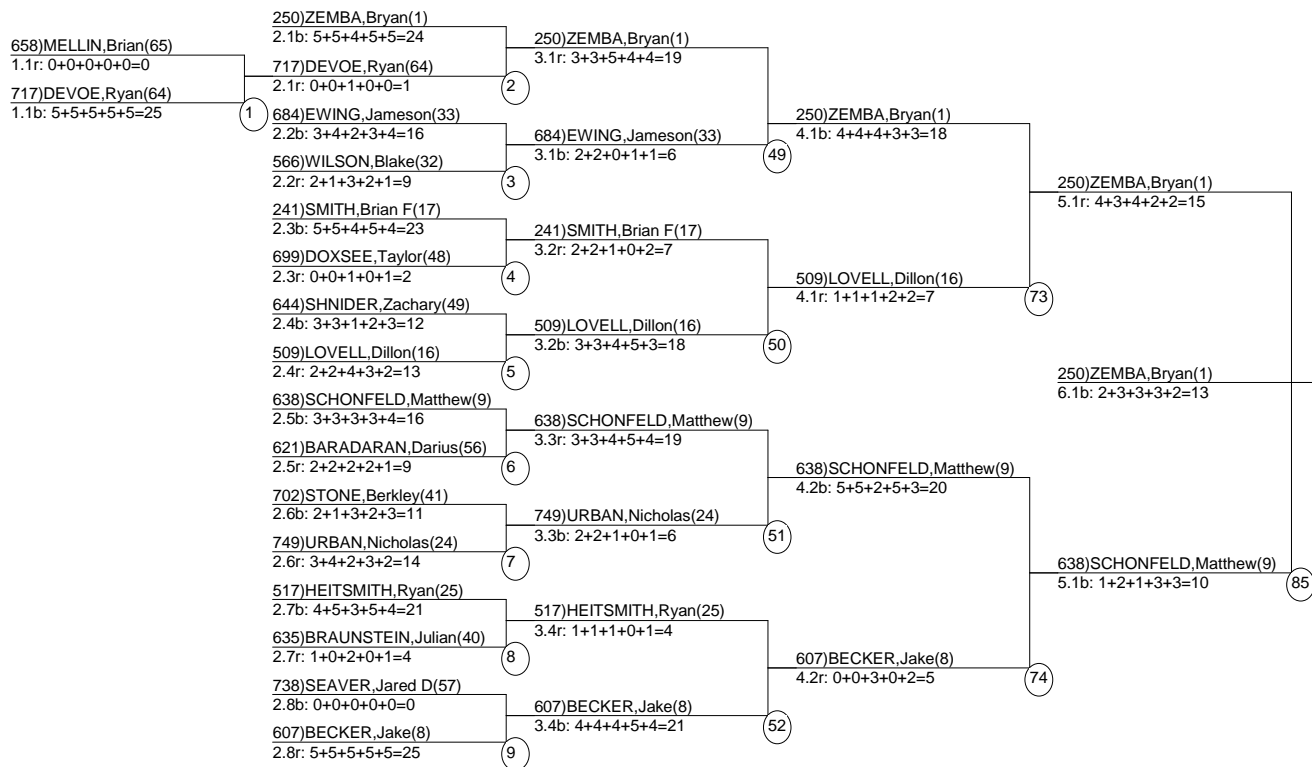 658)MELLIN,Brian(65)
1.1r: 0+0+0+0+0=0
717)DEVOE,Ryan(64)
1.1b: 5+5+5+5+5=25
1
250)ZEMBA,Bryan(1)
2.1b: 5+5+4+5+5=24
717)DEVOE,Ryan(64)
2.1r: 0+0+1+0+0=1
2
684)EWING,Jameson(33)
2.2b: 3+4+2+3+4=16
566)WILSON,Blake(32)
2.2r: 2+1+3+2+1=9
3
241)SMITH,Brian F(17)
2.3b: 5+5+4+5+4=23
699)DOXSEE,Taylor(48)
2.3r: 0+0+1+0+1=2
4
644)SHNIDER,Zachary(49)
2.4b: 3+3+1+2+3=12
509)LOVELL,Dillon(16)
2.4r: 2+2+4+3+2=13
5
638)SCHONFELD,Matthew(9)
2.5b: 3+3+3+3+4=16
621)BARADARAN,Darius(56)
2.5r: 2+2+2+2+1=9
6
702)STONE,Berkley(41)
2.6b: 2+1+3+2+3=11
749)URBAN,Nicholas(24)
2.6r: 3+4+2+3+2=14
7
517)HEITSMITH,Ryan(25)
2.7b: 4+5+3+5+4=21
635)BRAUNSTEIN,Julian(40)
2.7r: 1+0+2+0+1=4
8
738)SEAVER,Jared D(57)
2.8b: 0+0+0+0+0=0
607)BECKER,Jake(8)
2.8r: 5+5+5+5+5=25
9
250)ZEMBA,Bryan(1)
3.1r: 3+3+5+4+4=19
684)EWING,Jameson(33)
3.1b: 2+2+0+1+1=6
49
241)SMITH,Brian F(17)
3.2r: 2+2+1+0+2=7
509)LOVELL,Dillon(16)
3.2b: 3+3+4+5+3=18
50
638)SCHONFELD,Matthew(9)
3.3r: 3+3+4+5+4=19
749)URBAN,Nicholas(24)
3.3b: 2+2+1+0+1=6
51
517)HEITSMITH,Ryan(25)
3.4r: 1+1+1+0+1=4
607)BECKER,Jake(8)
3.4b: 4+4+4+5+4=21
52
250)ZEMBA,Bryan(1)
4.1b: 4+4+4+3+3=18
509)LOVELL,Dillon(16)
4.1r: 1+1+1+2+2=7
73
638)SCHONFELD,Matthew(9)
4.2b: 5+5+2+5+3=20
607)BECKER,Jake(8)
4.2r: 0+0+3+0+2=5
74
250)ZEMBA,Bryan(1)
5.1r: 4+3+4+2+2=15
638)SCHONFELD,Matthew(9)
5.1b: 1+2+1+3+3=10
85
250)ZEMBA,Bryan(1)
6.1b: 2+3+3+3+2=13